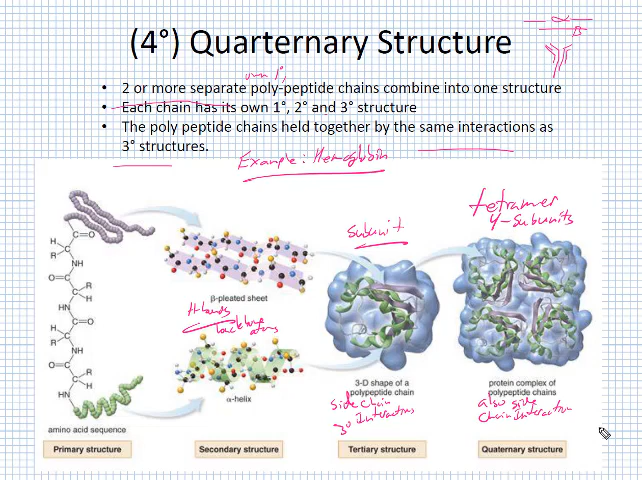 (4°) Quarternary Structure
α
B
own 1°,
• 2 or more separate poly-peptide chains combine into one structure
• Each chain has its own 1°, 2° and 3° structure
• The poly peptide chains held together by the same interactions as
3° structures.
Example: Hemoglobin
tetramer
4-subunits
subunit
C=O
H
C
R
NH
O=C
R
C
H
HN
C=O
H
C
R
NH
O=C
R
C
H
HN
β-pleated sheet
H-bonds
backbone
atoms
α-helix
3-D shape of a
polypeptide chain
side chain
Interactions
protein complex of
polypeptide chains
also side
chain Interaction
amino acid sequence
Primary structure
Secondary structure
Tertiary structure
Quaternary structure